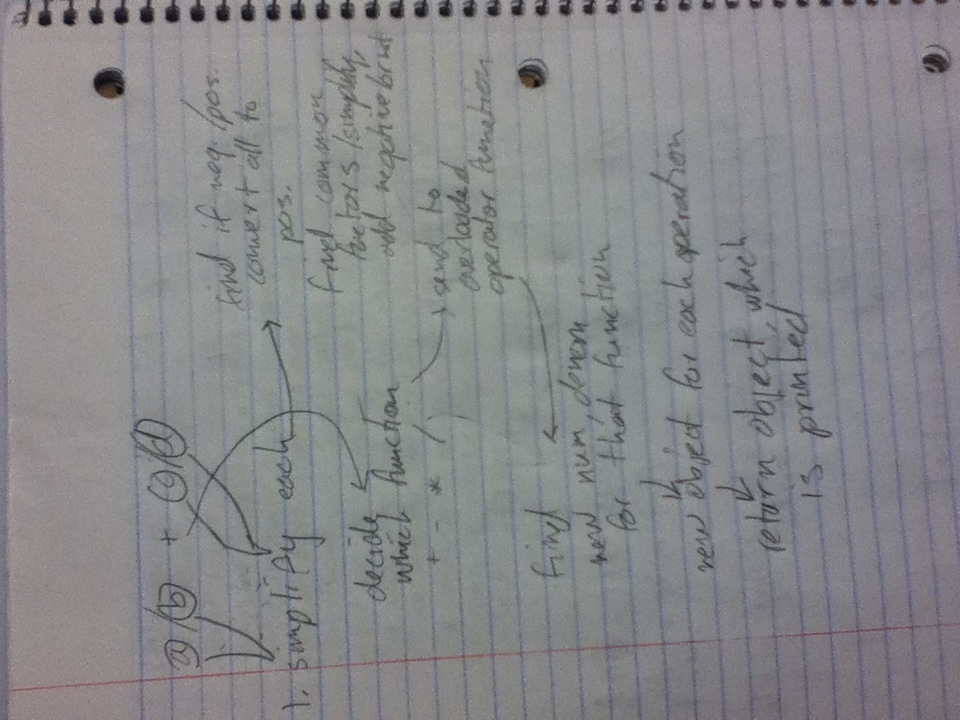 a/b + c/d
1. simplify each
find if neg./pos.
convert all to
pos.
find common
factors/simplify,
add negative
decide
which function
+ - * /
send to
overloaded
operator function
find
new num, denom
for that function
new object for each operation
return object, which
is printed